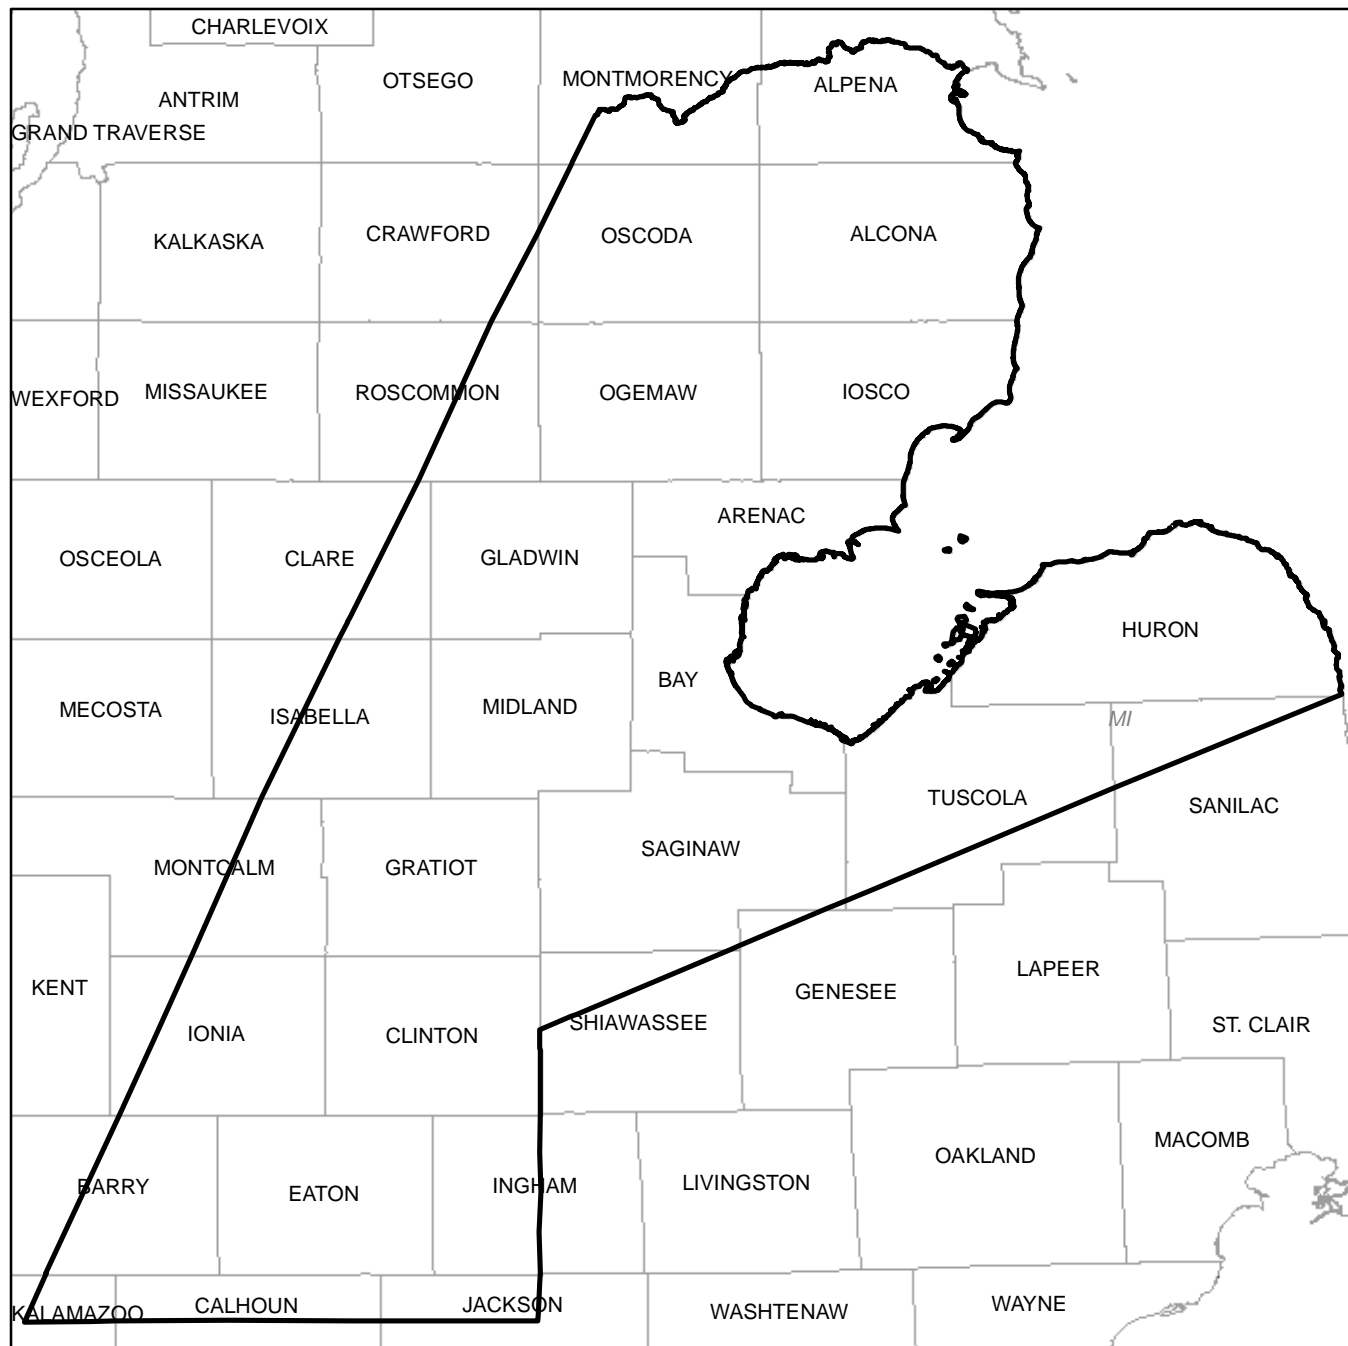 CHARLEVOIX
OTSEGO
MONTMORENCY
ALPENA
ANTRIM
GRAND TRAVERSE
KALKASKA
CRAWFORD
OSCODA
ALCONA
WEXFORD
MISSAUKEE
ROSCOMMON
OGEMAW
IOSCO
ARENAC
OSCEOLA
CLARE
GLADWIN
HURON
BAY
MECOSTA
ISABELLA
MIDLAND
MI
TUSCOLA
SANILAC
SAGINAW
MONTCALM
GRATIOT
KENT
LAPEER
GENESEE
IONIA
CLINTON
SHIAWASSEE
ST. CLAIR
MACOMB
OAKLAND
BARRY
EATON
INGHAM
LIVINGSTON
KALAMAZOO
CALHOUN
JACKSON
WASHTENAW
WAYNE